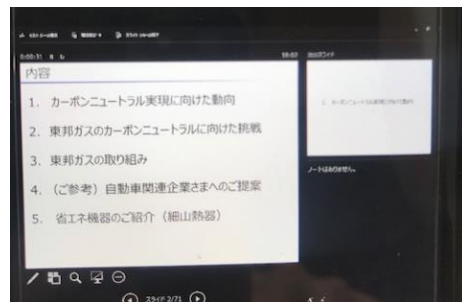 0:00:31
内容
1. カーボンニュートラル実現に向けた動向
2. 東邦ガスのカーボンニュートラルに向けた挑戦
3. 東邦ガスの取り組み
4. （ご参考）自動車関連企業さまへのご提案
5. 省エネ機器のご紹介（細山熱器）
次のスライド
1. カーボンニュートラル実現に向けた動向
ノートはありません。
スライド 2/71